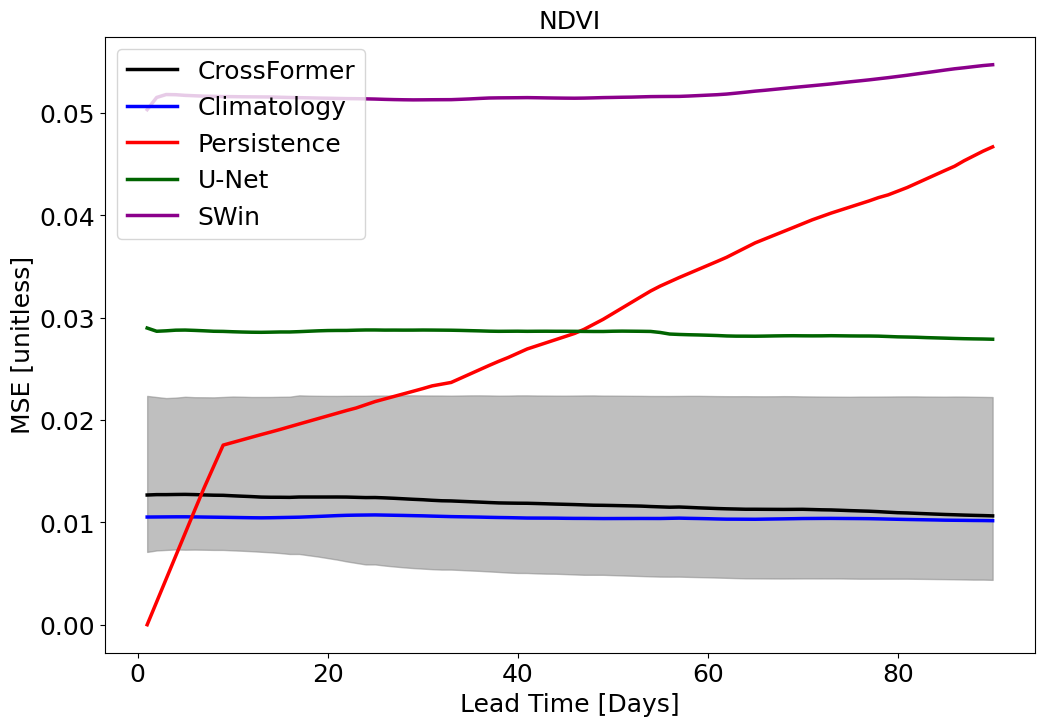 NDVI
CrossFormer
Climatology
Persistence
U-Net
SWin
MSE [unitless]
0.05
0.04
0.03
0.02
0.01
0.00
0 20 40 60 80
Lead Time [Days]